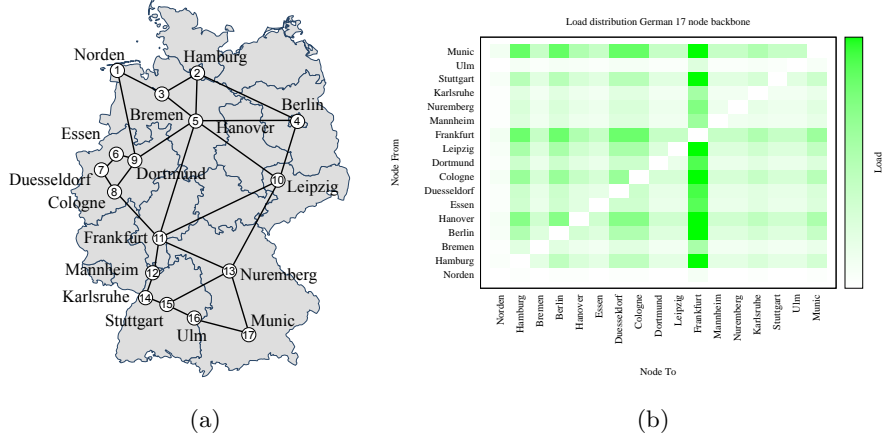 Norden
Hamburg
Bremen
Berlin
Hanover
Essen
Dortmund
Duesseldorf
Cologne
Leipzig
Frankfurt
Mannheim
Nuremberg
Karlsruhe
Stuttgart
Ulm
Munic
1
2
3
4
5
6
7
8
9
10
11
12
13
14
15
16
17
(a)
Load distribution German 17 node backbone
Node From
Munic
Ulm
Stuttgart
Karlsruhe
Nuremberg
Mannheim
Frankfurt
Leipzig
Dortmund
Cologne
Duesseldorf
Essen
Hanover
Berlin
Bremen
Hamburg
Norden
Norden
Hamburg
Bremen
Berlin
Hanover
Essen
Duesseldorf
Cologne
Dortmund
Leipzig
Frankfurt
Mannheim
Nuremberg
Karlsruhe
Stuttgart
Ulm
Munic
Node To
Load
(b)